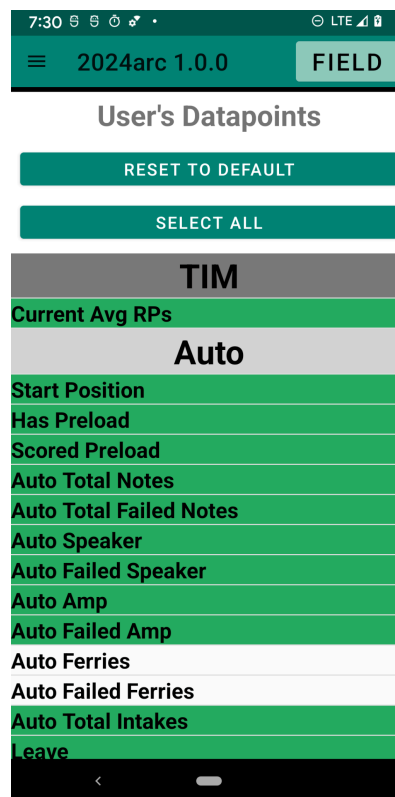 7:30 LTE
2024arc 1.0.0 FIELD
User's Datapoints
RESET TO DEFAULT
SELECT ALL
TIM
Current Avg RPs
Auto
Start Position
Has Preload
Scored Preload
Auto Total Notes
Auto Total Failed Notes
Auto Speaker
Auto Failed Speaker
Auto Amp
Auto Failed Amp
Auto Ferries
Auto Failed Ferries
Auto Total Intakes
Leave